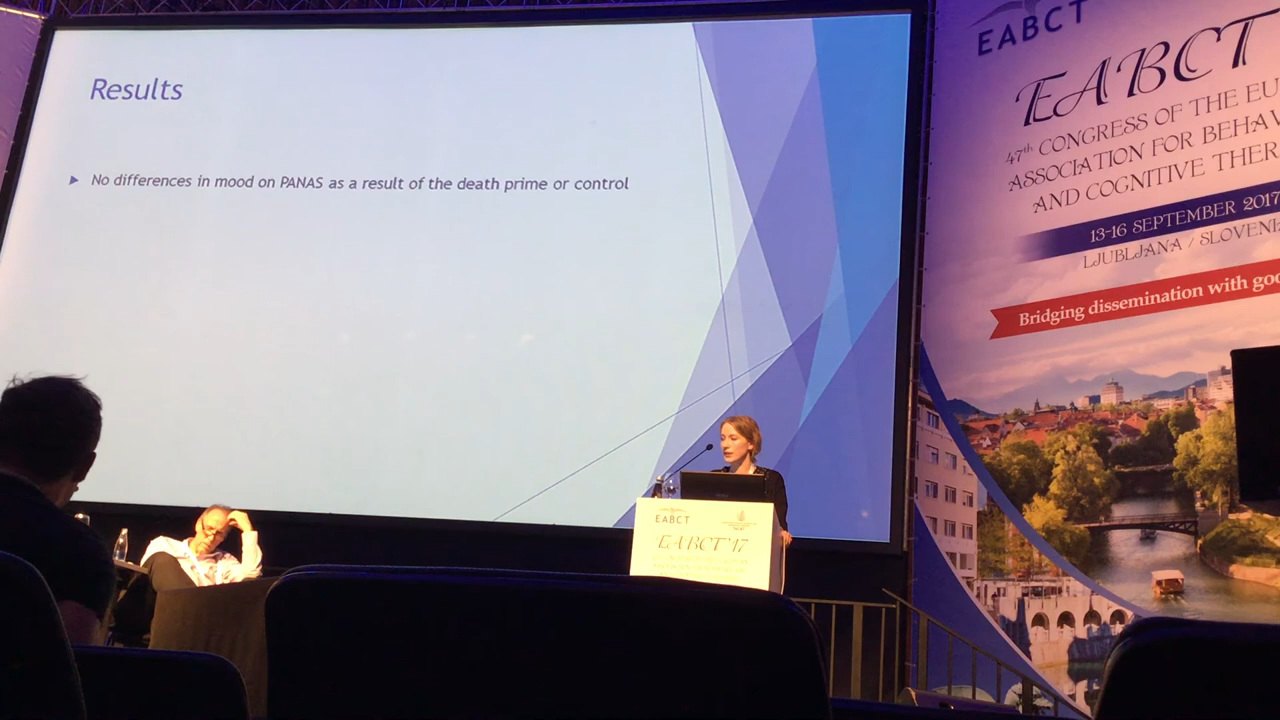 Results
No differences in mood on PANAS as a result of the death prime or control
EABCT
EABCT
47th CONGRESS OF THE EU
ASSOCIATION FOR BEHAV
AND COGNITIVE THER
13-16 SEPTEMBER 2017
LJUBLJANA / SLOVENI
Bridging dissemination with goo
EABCT
EABCT'17